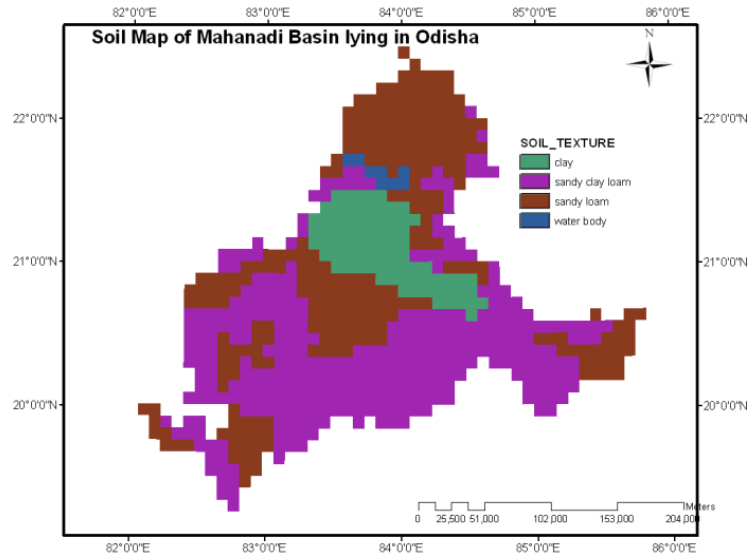 82°0'0"E 83°0'0"E 84°0'0"E 85°0'0"E 86°0'0"E
Soil Map of Mahanadi Basin lying in Odisha
N
22°0'0"N 22°0'0"N
SOIL_TEXTURE
clay
sandy clay loam
sandy loam
water body
21°0'0"N 21°0'0"N
20°0'0"N 20°0'0"N
Meters
0 25,500 51,000 102,000 153,000 204,000
82°0'0"E 83°0'0"E 84°0'0"E 85°0'0"E 86°0'0"E